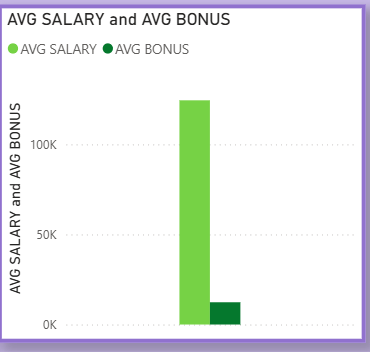 AVG SALARY and AVG BONUS
AVG SALARY AVG BONUS
AVG SALARY and AVG BONUS
100K
50K
0K